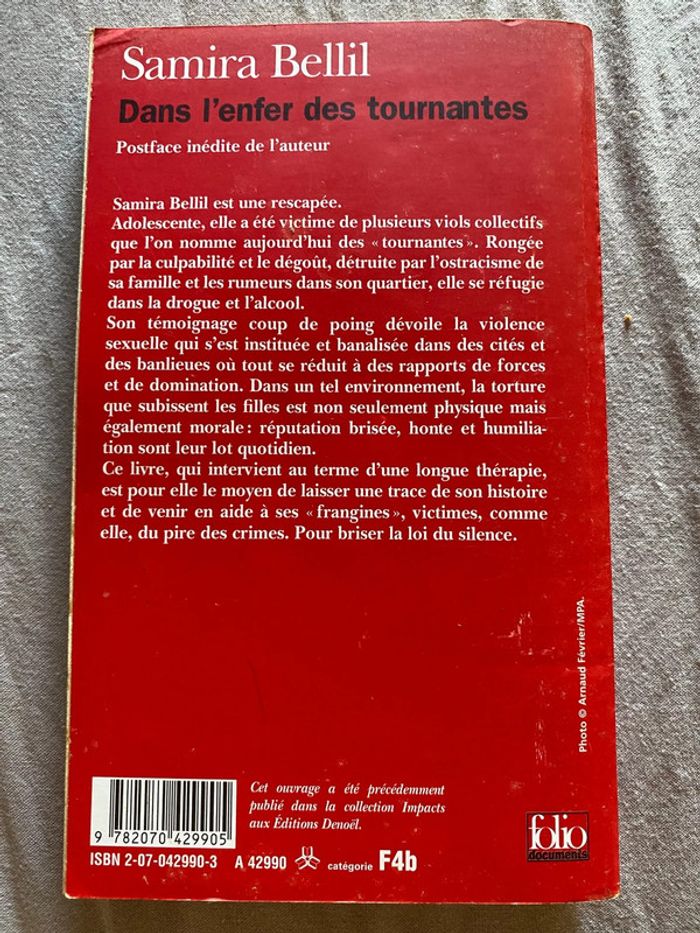 Samira Bellil
Dans l'enfer des tournantes
Postface inédite de l'auteur
Samira Bellil est une rescapée.
Adolescente, elle a été victime de plusieurs viols collectifs
que l'on nomme aujourd'hui des « tournantes ». Rongée
par la culpabilité et le dégoût, détruite par l'ostracisme de
sa famille et les rumeurs dans son quartier, elle se réfugie
dans la drogue et l'alcool.
Son témoignage coup de poing dévoile la violence
sexuelle qui s'est instituée et banalisée dans des cités et
des banlieues où tout se réduit à des rapports de forces
et de domination. Dans un tel environnement, la torture
que subissent les filles est non seulement physique mais
également morale : réputation brisée, honte et humilia-
tion sont leur lot quotidien.
Ce livre, qui intervient au terme d'une longue thérapie,
est pour elle le moyen de laisser une trace de son histoire
et de venir en aide à ses « frangines », victimes, comme
elle, du pire des crimes. Pour briser la loi du silence.
Photo © Arnaud Février/MPA.
Cet ouvrage a été précédemment
publié dans la collection Impacts
aux Éditions Denoël.
9 782070 429905
ISBN 2-07-042990-3 A 42990 catégorie F4b
folio
documents